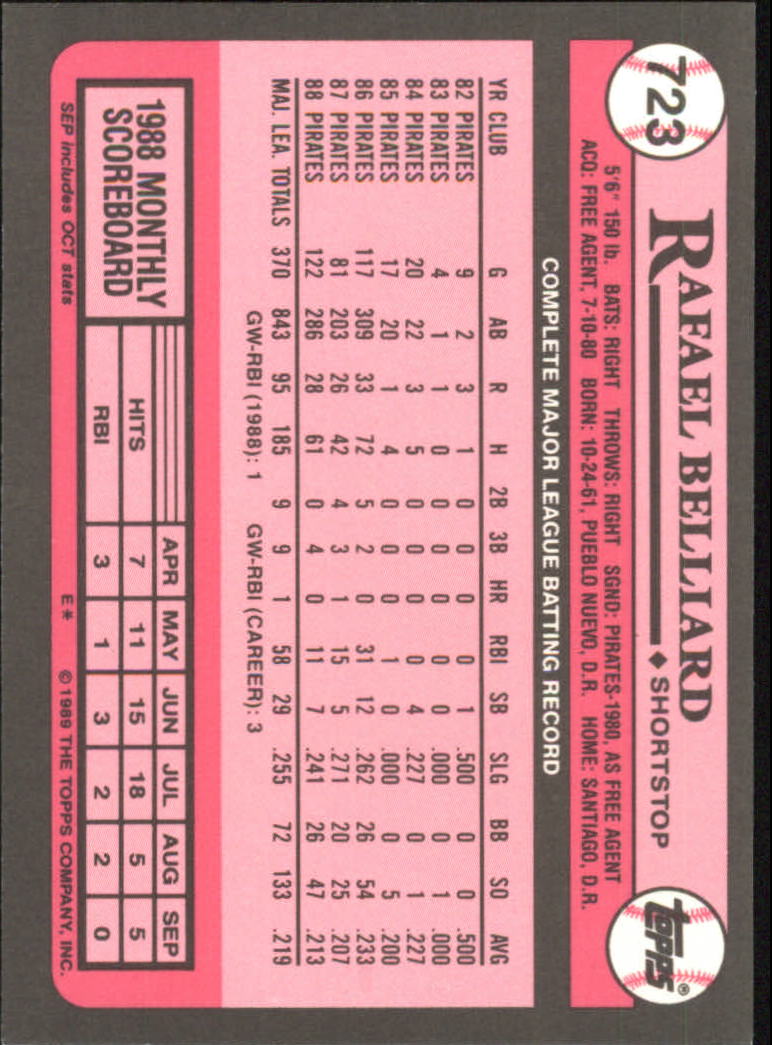 723
RAFAEL BELLIARD ◆SHORTSTOP
TOPPS®
5'6" 150 lb. BATS: RIGHT THROWS: RIGHT SGND: PIRATES-1980, AS FREE AGENT
ACQ: FREE AGENT, 7-10-80 BORN: 10-24-61, PUEBLO NUEVO, D.R. HOME: SANTIAGO, D.R.
COMPLETE MAJOR LEAGUE BATTING RECORD
YR CLUB G AB R H 2B 3B HR RBI SB SLG BB SO AVG
82 PIRATES 9 2 3 1 0 0 0 0 1 .500 0 0 .500
83 PIRATES 4 1 1 0 0 0 0 0 0 .000 0 1 .000
84 PIRATES 20 22 3 5 0 0 0 0 4 .227 0 1 .227
85 PIRATES 17 20 1 4 0 0 0 1 0 .000 0 5 .200
86 PIRATES 117 309 33 72 5 2 0 31 12 .262 26 54 .233
87 PIRATES 81 203 26 42 4 3 1 15 5 .271 20 25 .207
88 PIRATES 122 286 28 61 0 4 0 11 7 .241 26 47 .213
MAJ. LEA. TOTALS 370 843 95 185 9 9 1 58 29 .255 72 133 .219
GW-RBI (1988): 1 GW-RBI (CAREER): 3
1988 MONTHLY
SCOREBOARD
APR MAY JUN JUL AUG SEP
HITS 7 11 15 18 5 5
RBI 3 1 3 2 2 0
SEP includes OCT stats E* ©1989 THE TOPPS COMPANY, INC.